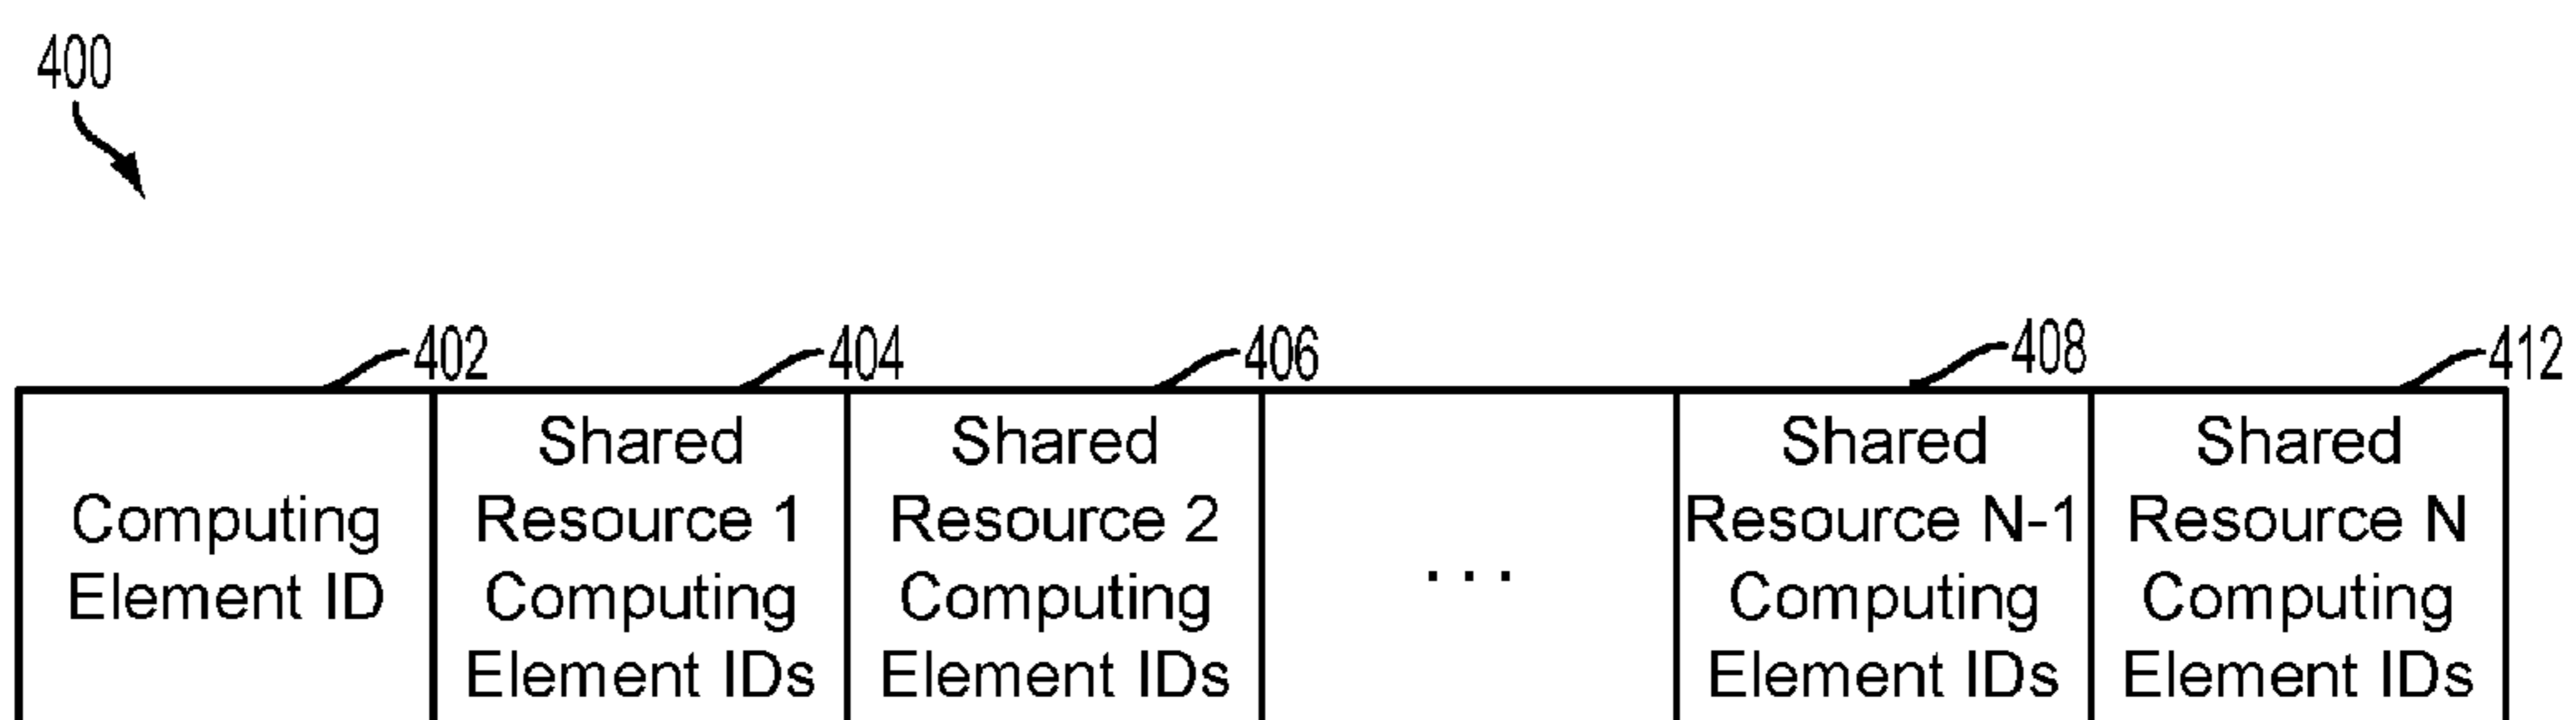 400
402
404
406
408
412
Computing
Element ID
Shared
Resource 1
Computing
Element IDs
Shared
Resource 2
Computing
Element IDs
. . .
Shared
Resource N-1
Computing
Element IDs
Shared
Resource N
Computing
Element IDs